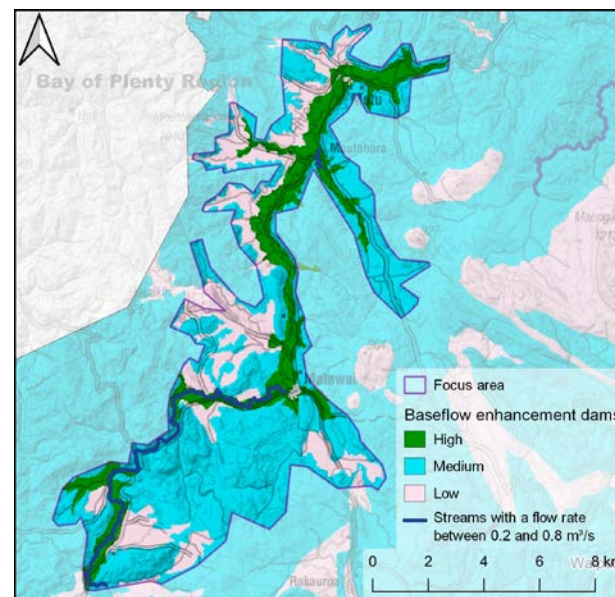 Bay of Plenty Region
Matawai
Focus area
Baseflow enhancement dams
High
Medium
Low
Streams with a flow rate
between 0.2 and 0.8 m³/s
0 2 4 6 8 km
Rakauroa